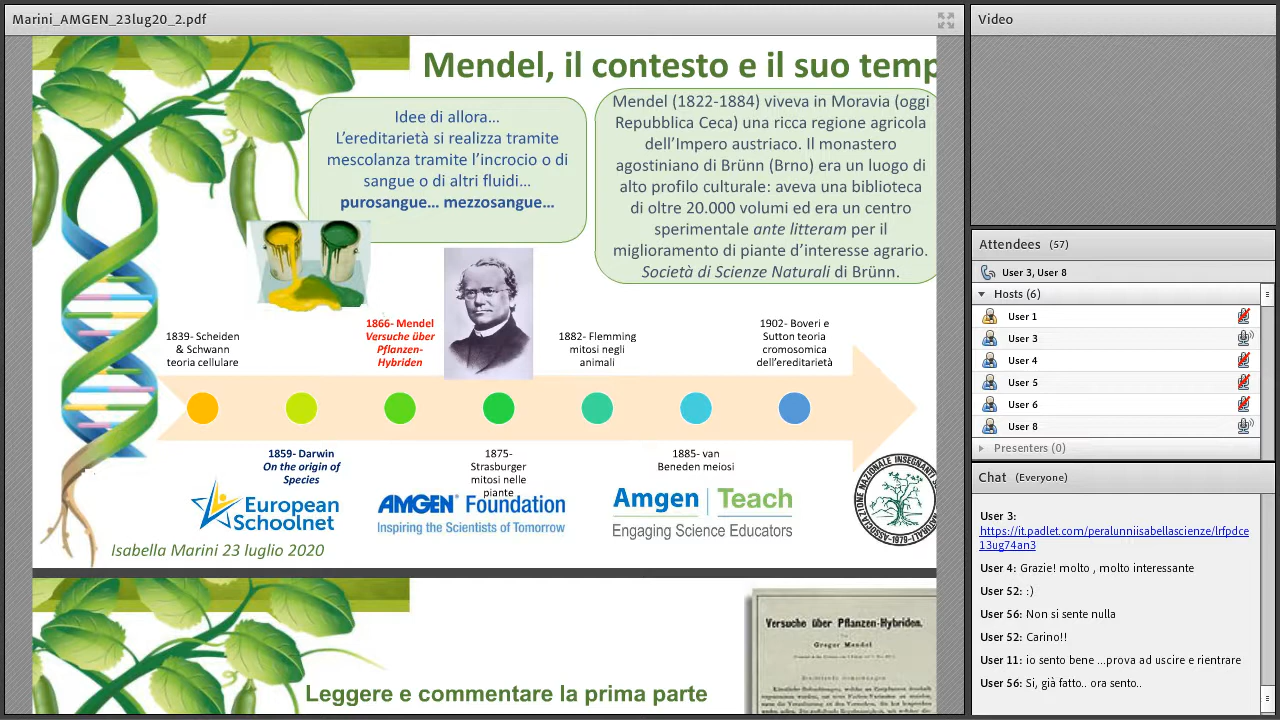 Marini_AMGEN_23lug20_2.pdf
Mendel, il contesto e il suo temp
Idee di allora...
L'ereditarietà si realizza tramite
mescolanza tramite l'incrocio o di
sangue o di altri fluidi...
purosangue... mezzosangue...
Mendel (1822-1884) viveva in Moravia (oggi
Repubblica Ceca) una ricca regione agricola
dell'Impero austriaco. Il monastero
agostiniano di Brünn (Brno) era un luogo di
alto profilo culturale: aveva una biblioteca
di oltre 20.000 volumi ed era un centro
sperimentale ante litteram per il
miglioramento di piante d'interesse agrario.
Società di Scienze Naturali di Brünn.
1839- Scheiden
& Schwann
teoria cellulare
1866- Mendel
Versuche über
Pflanzen-
Hybriden
1882- Flemming
mitosi negli
animali
1902- Boveri e
Sutton teoria
cromosomica
dell'ereditarietà
1859- Darwin
On the origin of
Species
1875-
Strasburger
mitosi nelle
piante
1885- van
Beneden meiosi
European
Schoolnet
AMGEN® Foundation
Inspiring the Scientists of Tomorrow
Amgen | Teach
Engaging Science Educators
ASSOCIAZIONE NAZIONALE INSEGNANTI S
-1979-
Isabella Marini 23 luglio 2020
Versuche über Pflanzen-Hybriden.
Gregor Mendel
Leggere e commentare la prima parte
Video
Attendees (57)
User 3, User 8
Hosts (6)
User 1
User 3
User 4
User 5
User 6
User 8
Presenters (0)
Chat (Everyone)
User 3:
https://it.padlet.com/peralunniisabellascienze/lrfpdce
13ug74an3
User 4: Grazie! molto , molto interessante
User 52: :)
User 56: Non si sente nulla
User 52: Carino!!
User 11: io sento bene ...prova ad uscire e rientrare
User 56: Si, già fatto, ora sento.